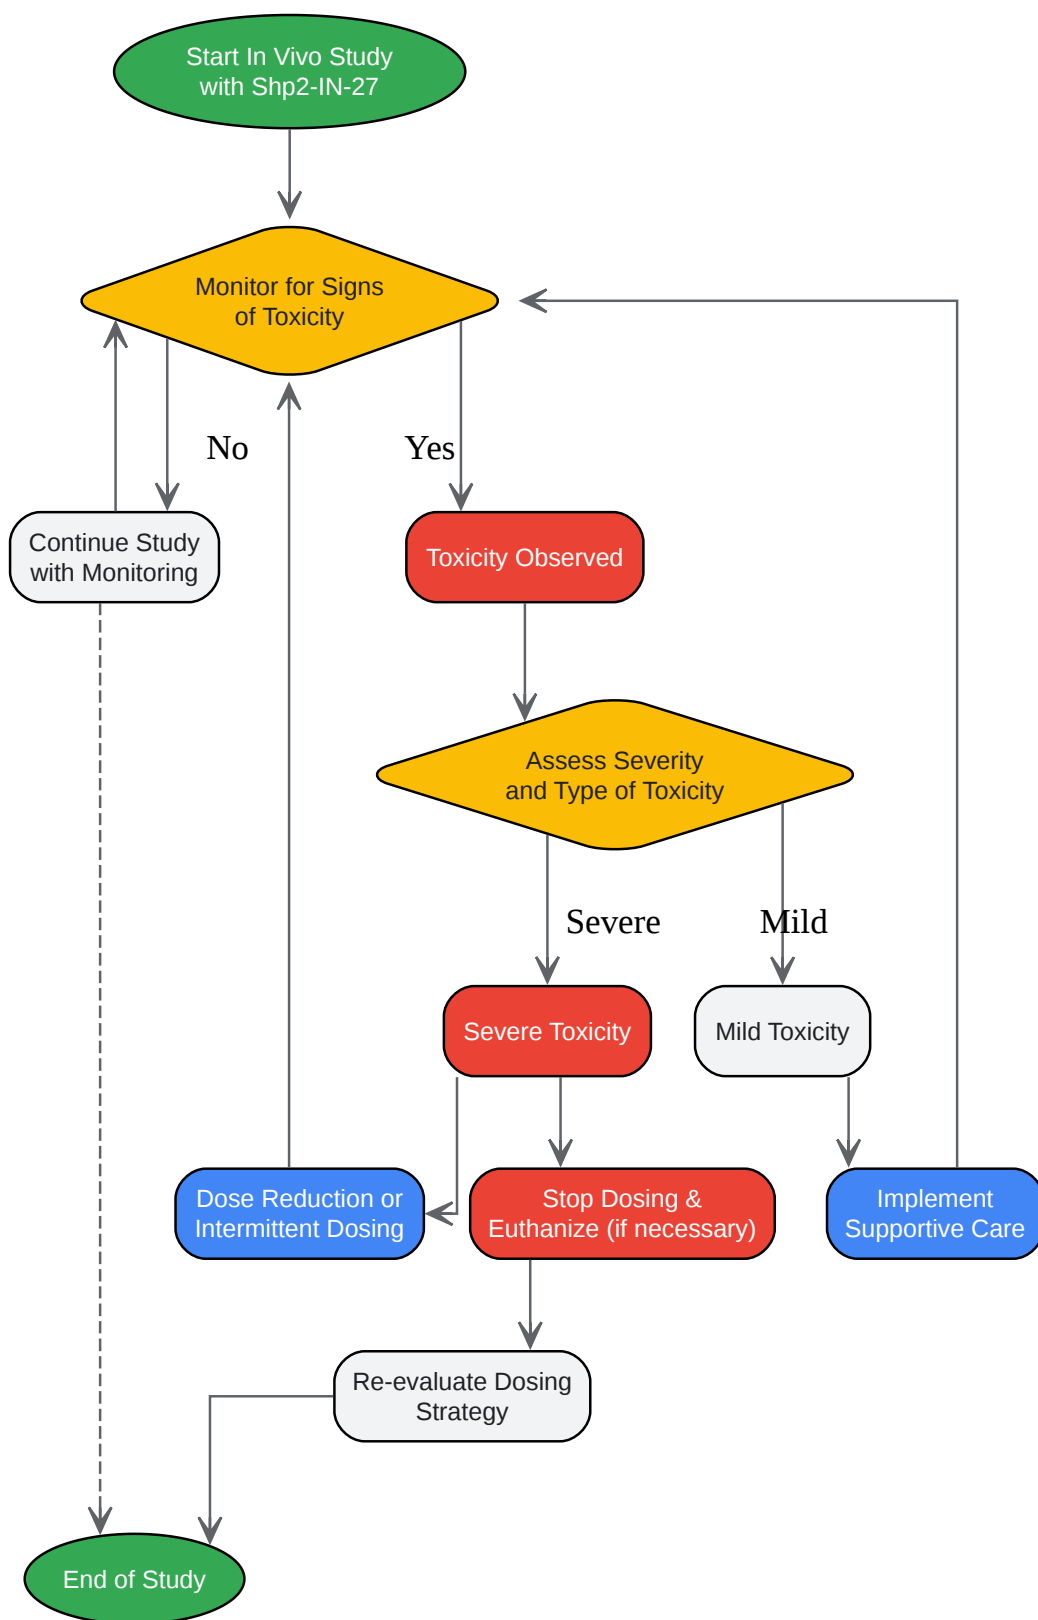 Start In Vivo Study
with Shp2-IN-27
Monitor for Signs
of Toxicity
No
Yes
Continue Study
with Monitoring
Toxicity Observed
Assess Severity
and Type of Toxicity
Severe
Mild
Severe Toxicity
Mild Toxicity
Dose Reduction or
Intermittent Dosing
Stop Dosing &
Euthanize (if necessary)
Implement
Supportive Care
Re-evaluate Dosing
Strategy
End of Study